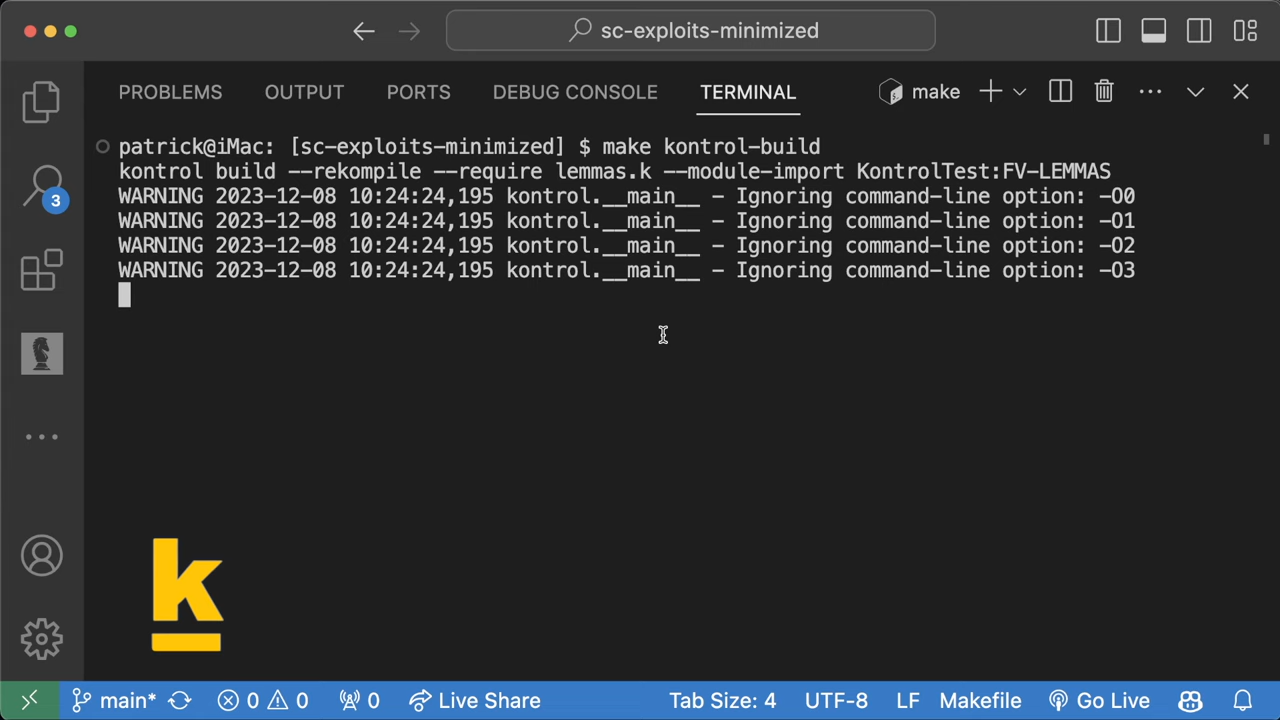 sc-exploits-minimized
PROBLEMS OUTPUT PORTS DEBUG CONSOLE TERMINAL make
patrick@iMac: [sc-exploits-minimized] $ make kontrol-build
kontrol build --rekompile --require lemmas.k --module-import KontrolTest:FV-LEMMAS
WARNING 2023-12-08 10:24:24,195 kontrol.__main__ - Ignoring command-line option: -O0
WARNING 2023-12-08 10:24:24,195 kontrol.__main__ - Ignoring command-line option: -O1
WARNING 2023-12-08 10:24:24,195 kontrol.__main__ - Ignoring command-line option: -O2
WARNING 2023-12-08 10:24:24,195 kontrol.__main__ - Ignoring command-line option: -O3
3
k
main* 0 0 0 Live Share Tab Size: 4 UTF-8 LF Makefile Go Live